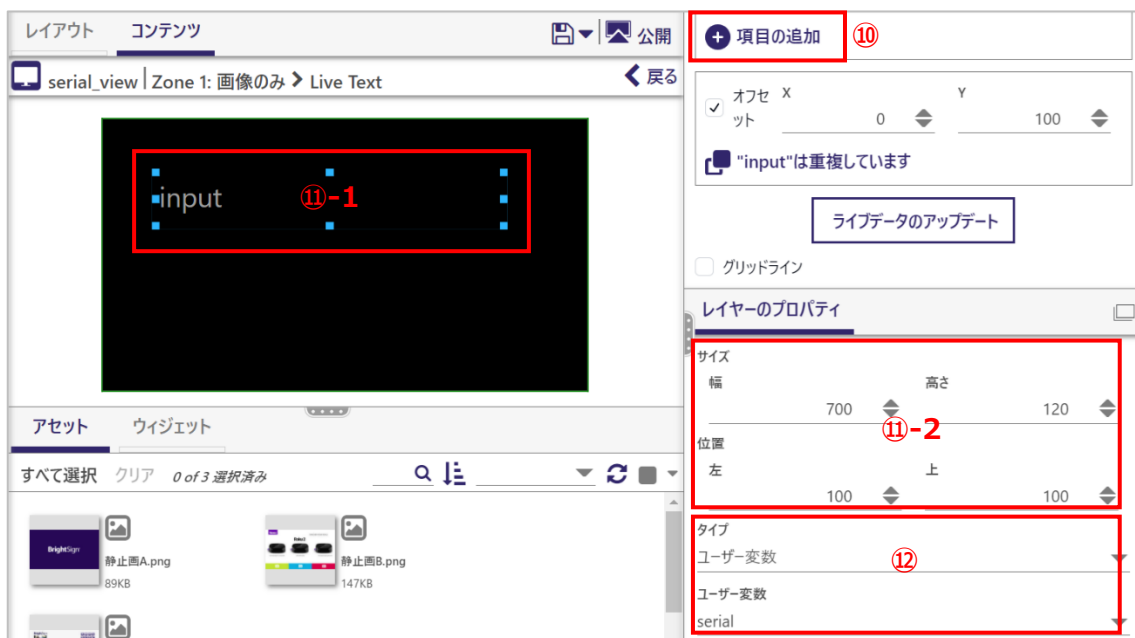 レイアウト コンテンツ 公開
serial_view Zone 1: 画像のみ Live Text 戻る
input ⑪-1
アセット ウィジェット
すべて選択 クリア 0 of 3 選択済み
BrightSign
静止画A.png
89KB
静止画B.png
147KB
項目の追加 ⑩
オフセット X 0 Y 100
"input"は重複しています
ライブデータのアップデート
グリッドライン
レイヤーのプロパティ
サイズ
幅 高さ
700 120
⑪-2
位置
左 上
100 100
タイプ
ユーザー変数 ⑫
ユーザー変数
serial